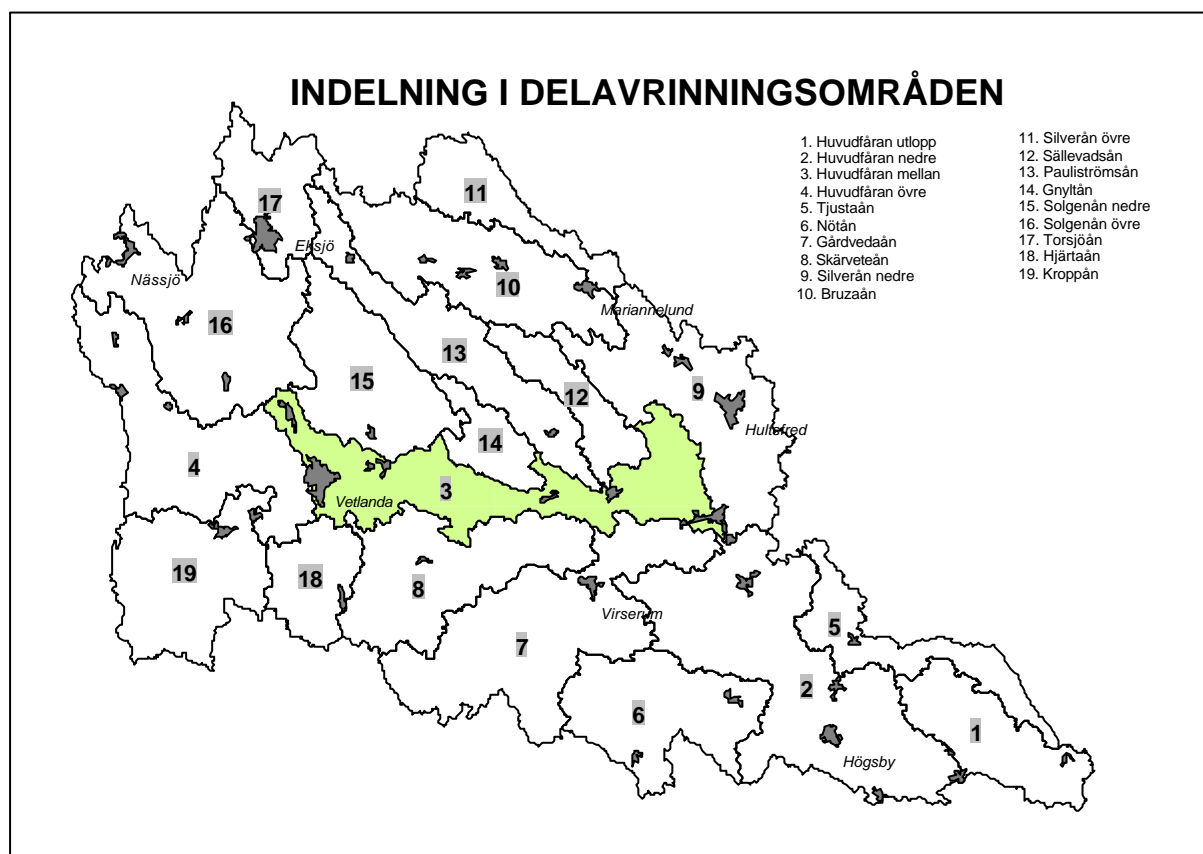 INDELNING I DELAVRINNINGSOMRÅDEN
1. Huvudfåran utlopp
2. Huvudfåran nedre
3. Huvudfåran mellan
4. Huvudfåran övre
5. Tjustaån
6. Nötån
7. Gårdvedaån
8. Skärveteån
9. Silverån nedre
10. Bruzaån
11. Silverån övre
12. Sällevadsån
13. Pauliströmsån
14. Gnyltån
15. Solgenån nedre
16. Solgenån övre
17. Torsjöån
18. Hjärtaån
19. Kroppån
11
17
Eksjö
Nässjö
10
Mariannelund
16
13
15
12
9
Hultsfred
14
4
3
Vetlanda
19
18
8
Virserum
5
7
2
6
1
Högsby